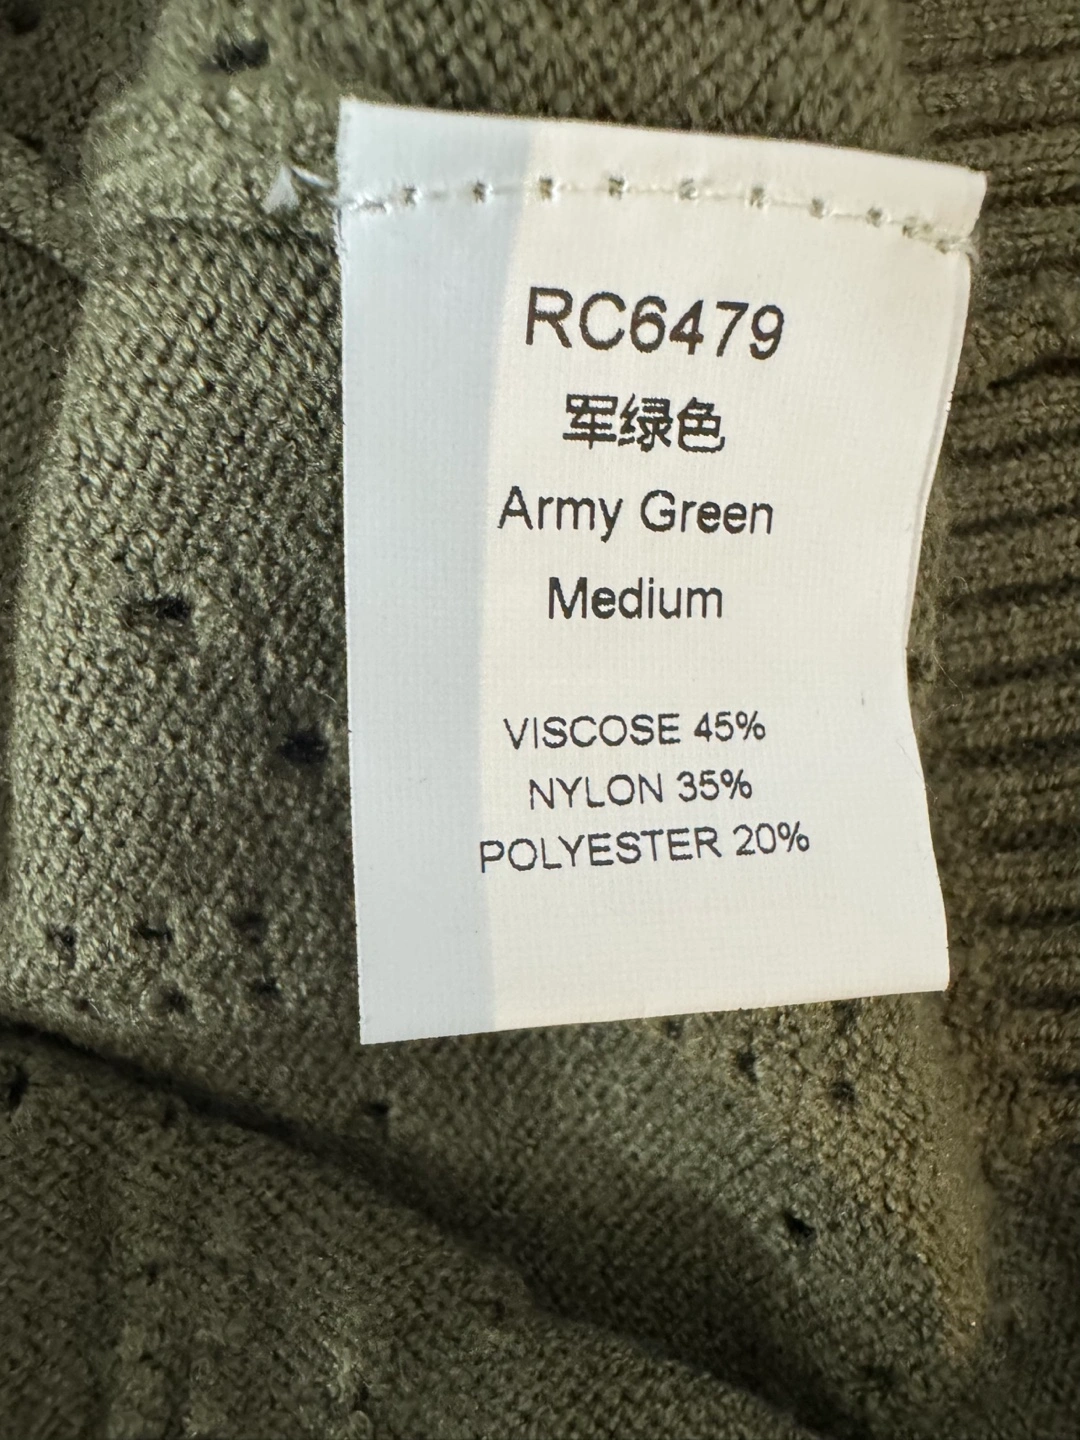 RC6479
军绿色
Army Green
Medium
VISCOSE 45%
NYLON 35%
POLYESTER 20%